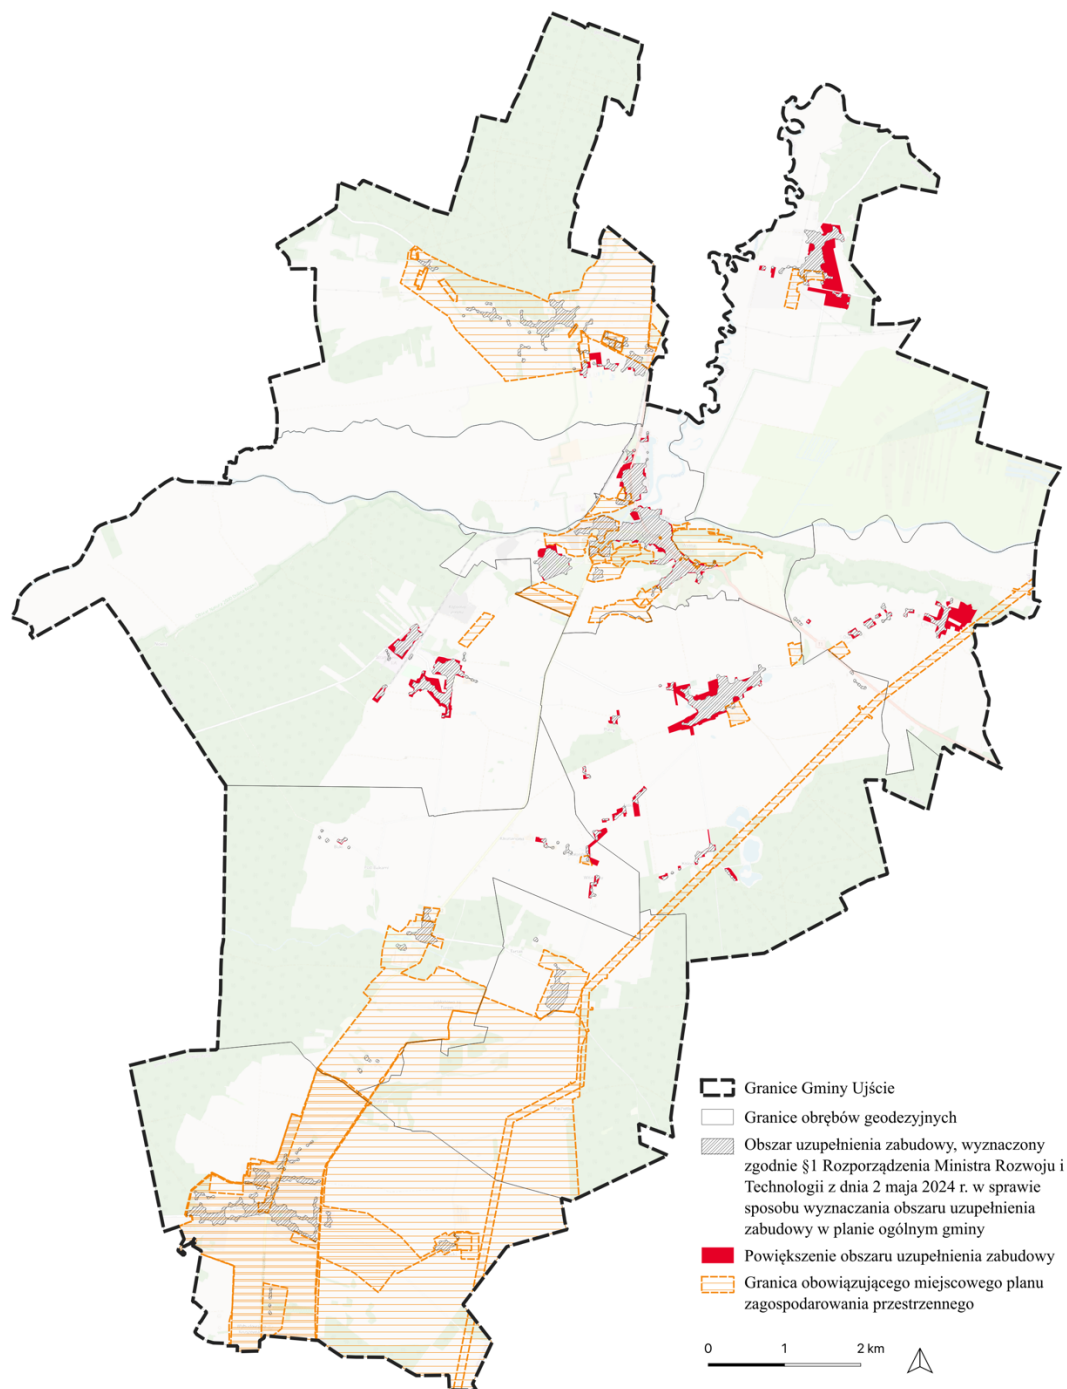 Granice Gminy Ujście
Granice obrębów geodezyjnych
Obszar uzupełnienia zabudowy, wyznaczony
zgodnie §1 Rozporządzenia Ministra Rozwoju i
Technologii z dnia 2 maja 2024 r. w sprawie
sposobu wyznaczania obszaru uzupełnienia
zabudowy w planie ogólnym gminy
Powiększenie obszaru uzupełnienia zabudowy
Granica obowiązującego miejscowego planu
zagospodarowania przestrzennego
0 1 2 km